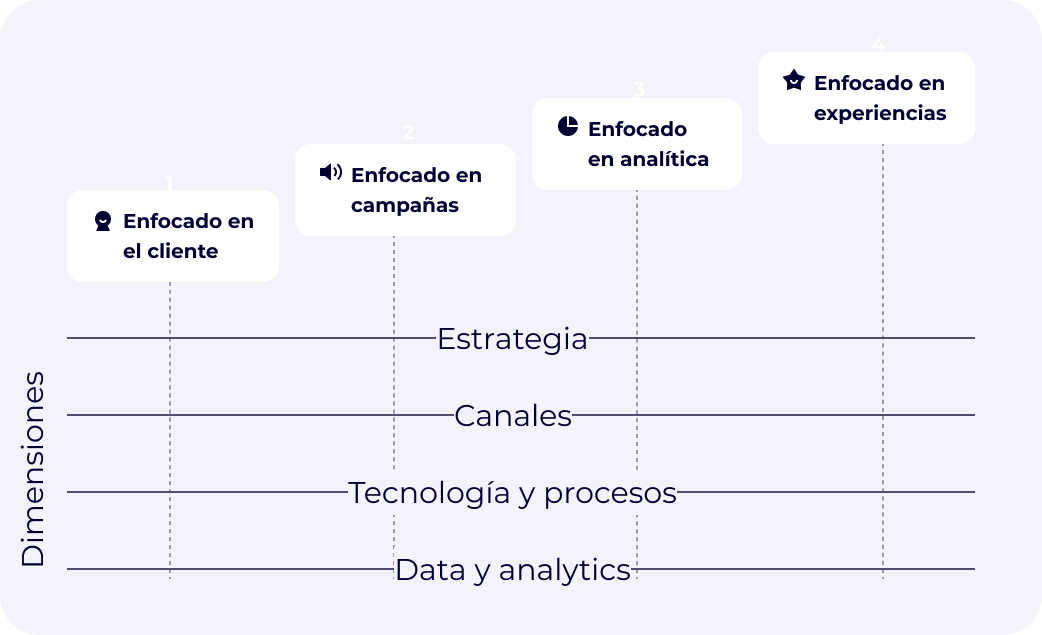 4
Enfocado en
experiencias
3
Enfocado
en analítica
2
Enfocado en
campañas
1
Enfocado en
el cliente
Estrategia
Canales
Tecnología y procesos
Data y analytics
Dimensiones